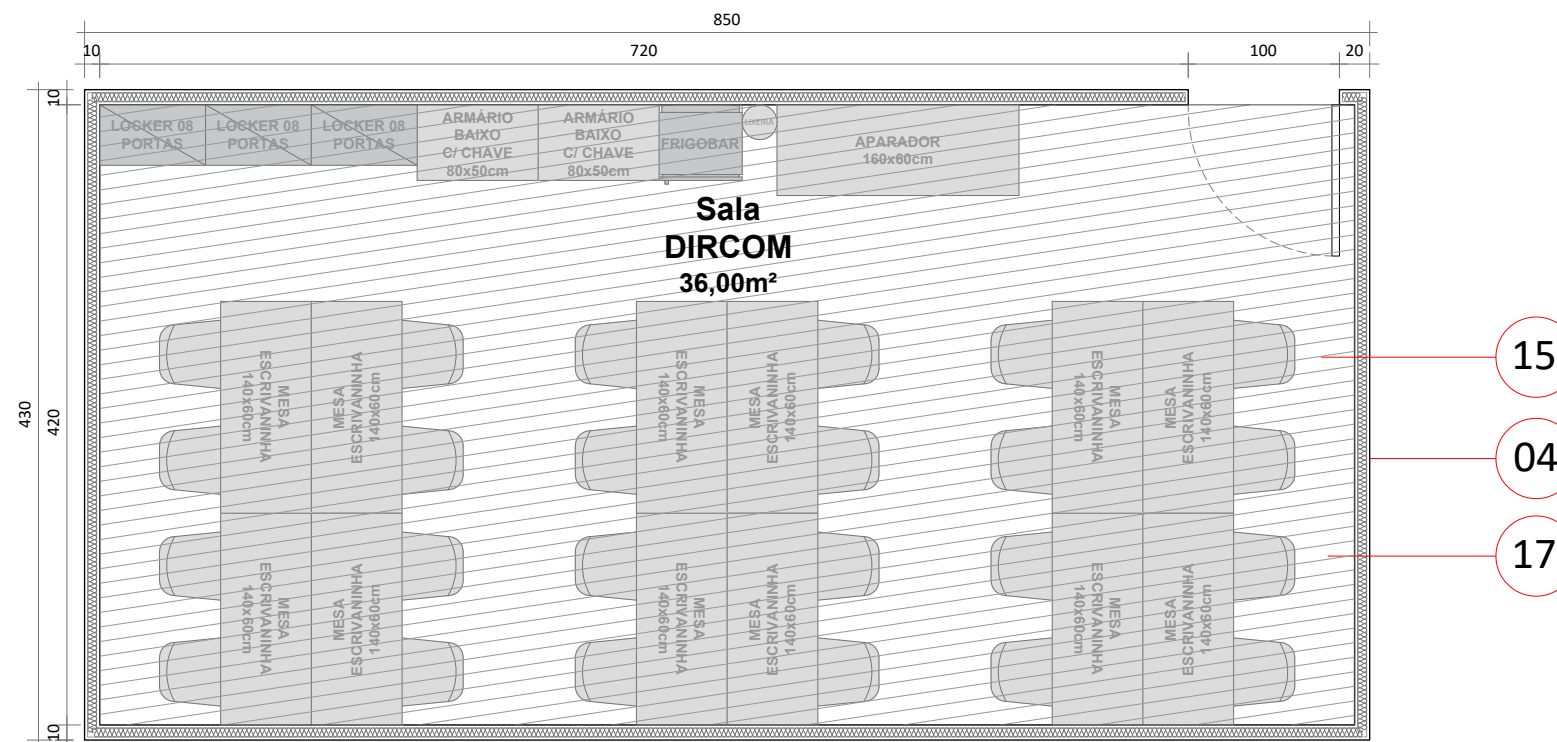 850
10
720
100
20
10
430
420
10
LOCKER 08
PORTAS
LOCKER 08
PORTAS
LOCKER 08
PORTAS
ARMÁRIO
BAIXO
C/ CHAVE
80x50cm
ARMÁRIO
BAIXO
C/ CHAVE
80x50cm
FRIGOBAR
LIXEIRA
APARADOR
160x60cm
Sala
DIRCOM
36,00m²
MESA
ESCRIVANINHA
140x60cm
MESA
ESCRIVANINHA
140x60cm
MESA
ESCRIVANINHA
140x60cm
MESA
ESCRIVANINHA
140x60cm
MESA
ESCRIVANINHA
140x60cm
MESA
ESCRIVANINHA
140x60cm
MESA
ESCRIVANINHA
140x60cm
MESA
ESCRIVANINHA
140x60cm
MESA
ESCRIVANINHA
140x60cm
MESA
ESCRIVANINHA
140x60cm
MESA
ESCRIVANINHA
140x60cm
MESA
ESCRIVANINHA
140x60cm
15
04
17